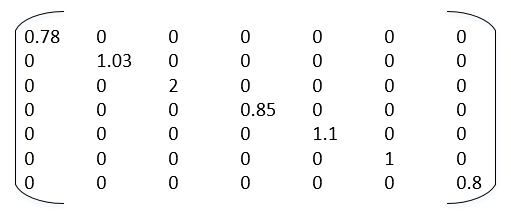 0.78 0 0 0 0 0 0
0 1.03 0 0 0 0 0
0 0 2 0 0 0 0
0 0 0 0.85 0 0 0
0 0 0 0 1.1 0 0
0 0 0 0 0 1 0
0 0 0 0 0 0 0.8